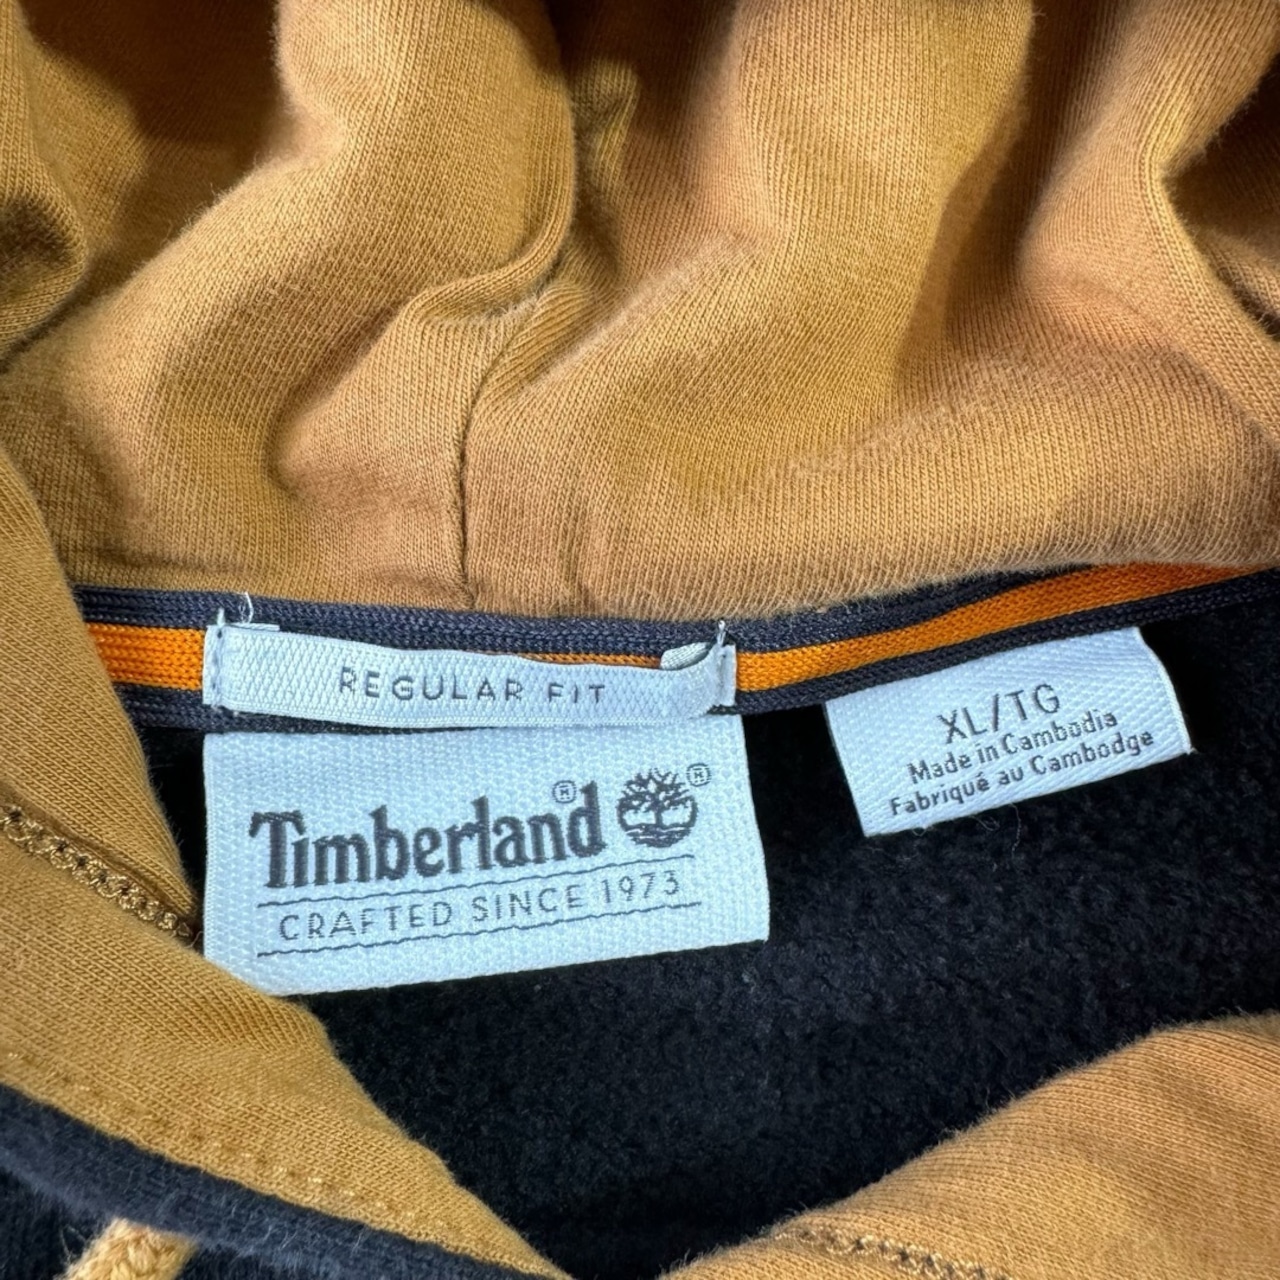 REGULAR FIT
Timberland®
®
CRAFTED SINCE 1973
XL/TG
Made in Cambodia
Fabriqué au Cambodge